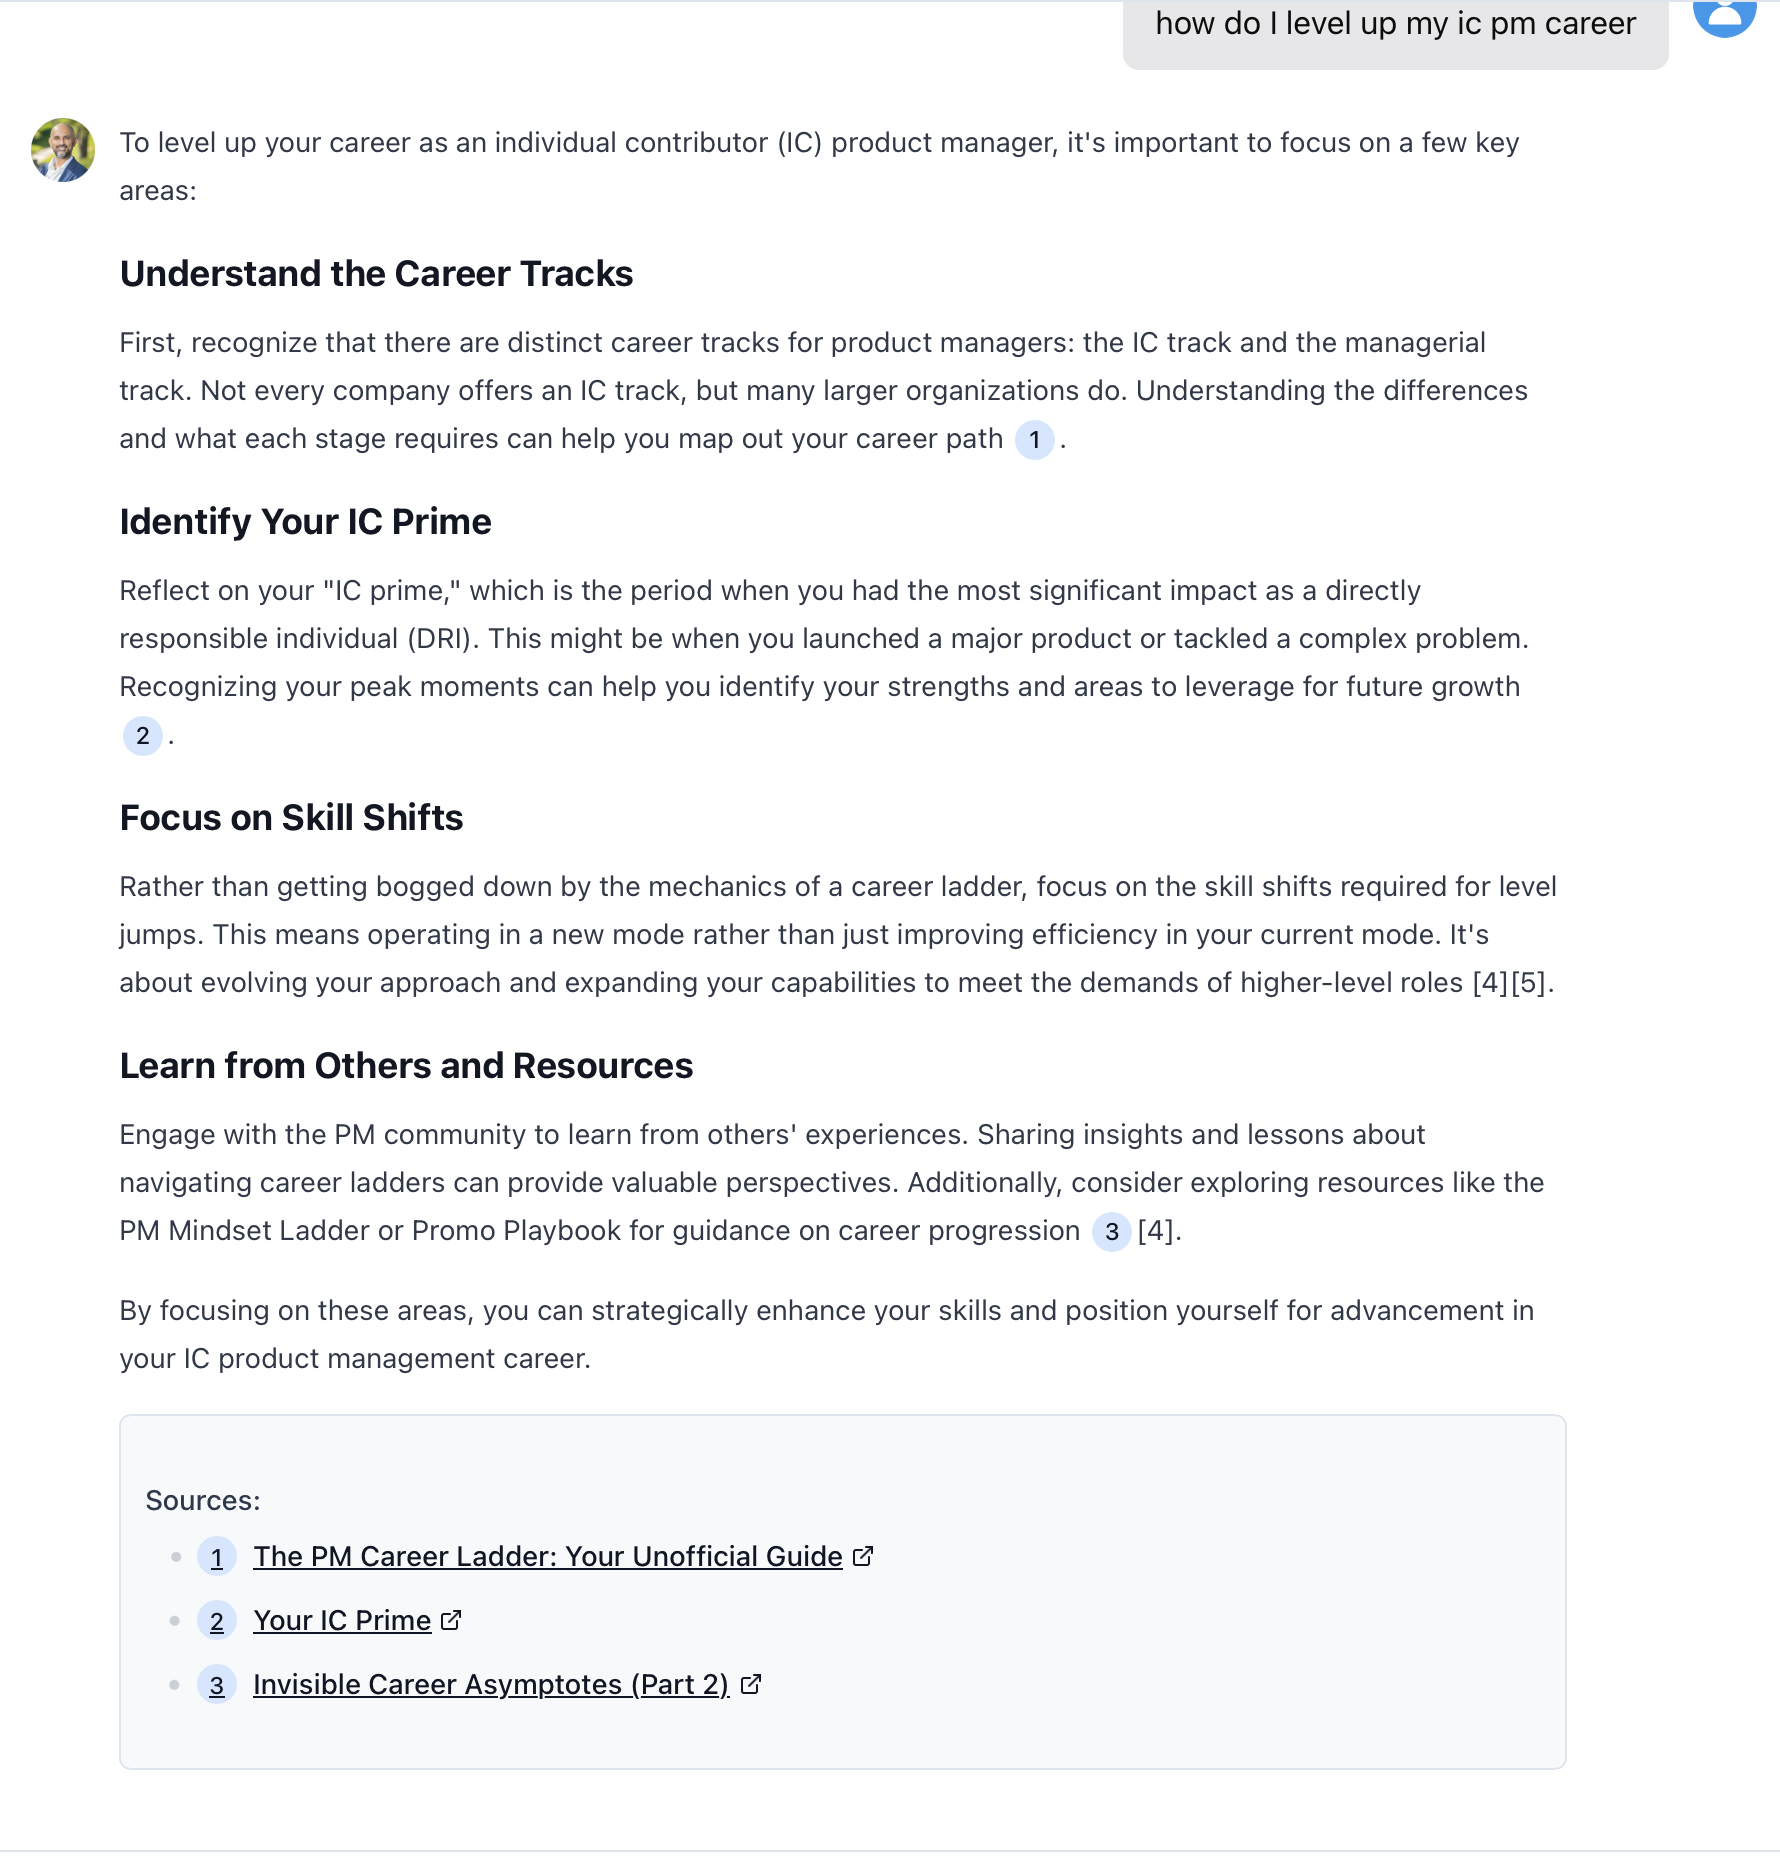 how do I level up my ic pm career
To level up your career as an individual contributor (IC) product manager, it's important to focus on a few key
areas:
Understand the Career Tracks
First, recognize that there are distinct career tracks for product managers: the IC track and the managerial
track. Not every company offers an IC track, but many larger organizations do. Understanding the differences
and what each stage requires can help you map out your career path 1 .
Identify Your IC Prime
Reflect on your "IC prime," which is the period when you had the most significant impact as a directly
responsible individual (DRI). This might be when you launched a major product or tackled a complex problem.
Recognizing your peak moments can help you identify your strengths and areas to leverage for future growth
2 .
Focus on Skill Shifts
Rather than getting bogged down by the mechanics of a career ladder, focus on the skill shifts required for level
jumps. This means operating in a new mode rather than just improving efficiency in your current mode. It's
about evolving your approach and expanding your capabilities to meet the demands of higher-level roles [4][5].
Learn from Others and Resources
Engage with the PM community to learn from others' experiences. Sharing insights and lessons about
navigating career ladders can provide valuable perspectives. Additionally, consider exploring resources like the
PM Mindset Ladder or Promo Playbook for guidance on career progression 3 [4].
By focusing on these areas, you can strategically enhance your skills and position yourself for advancement in
your IC product management career.
Sources:
1 The PM Career Ladder: Your Unofficial Guide
2 Your IC Prime
3 Invisible Career Asymptotes (Part 2)